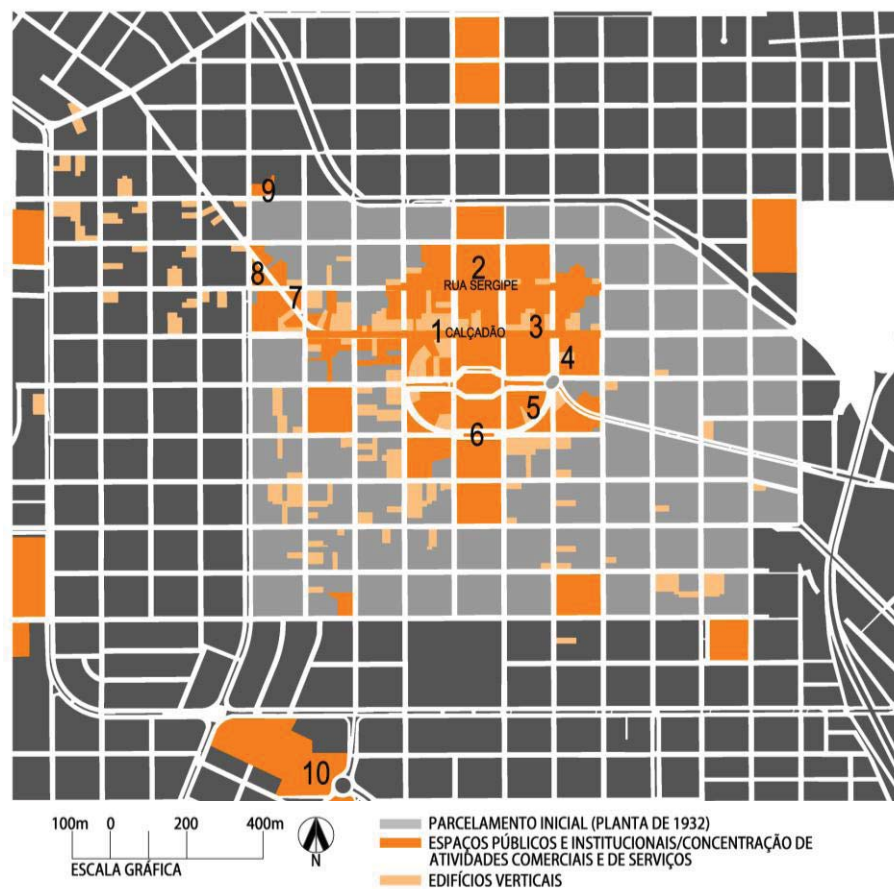 9
2
RUA SERGIPE
8
7
1 CALÇADÃO 3
4
5
6
10
100m 0 200 400m
ESCALA GRÁFICA
N
PARCELAMENTO INICIAL (PLANTA DE 1932)
ESPAÇOS PÚBLICOS E INSTITUCIONAIS/CONCENTRAÇÃO DE
ATIVIDADES COMERCIAIS E DE SERVIÇOS
EDIFÍCIOS VERTICAIS